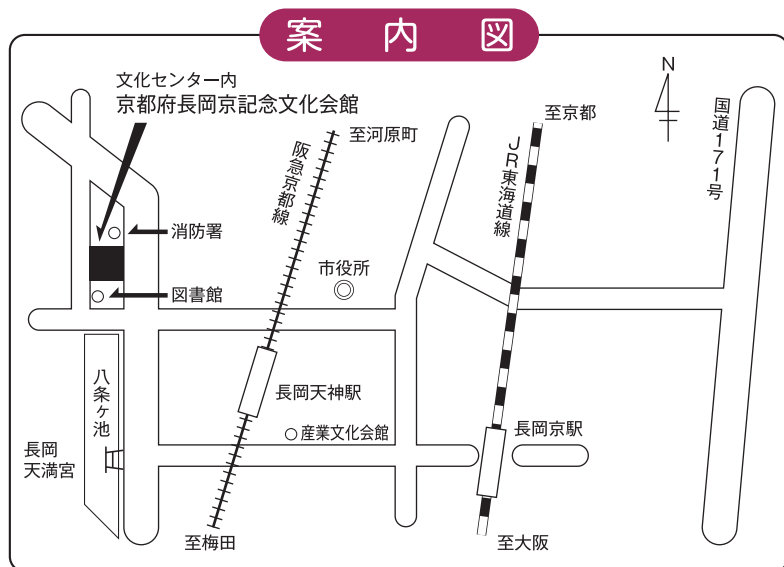 案内図
文化センター内
京都府長岡京記念文化会館
N
至京都
国道171号
至河原町
阪急京都線
JR東海道線
消防署
市役所
図書館
八条ヶ池
長岡天神駅
産業文化会館
長岡京駅
長岡
天満宮
至梅田
至大阪